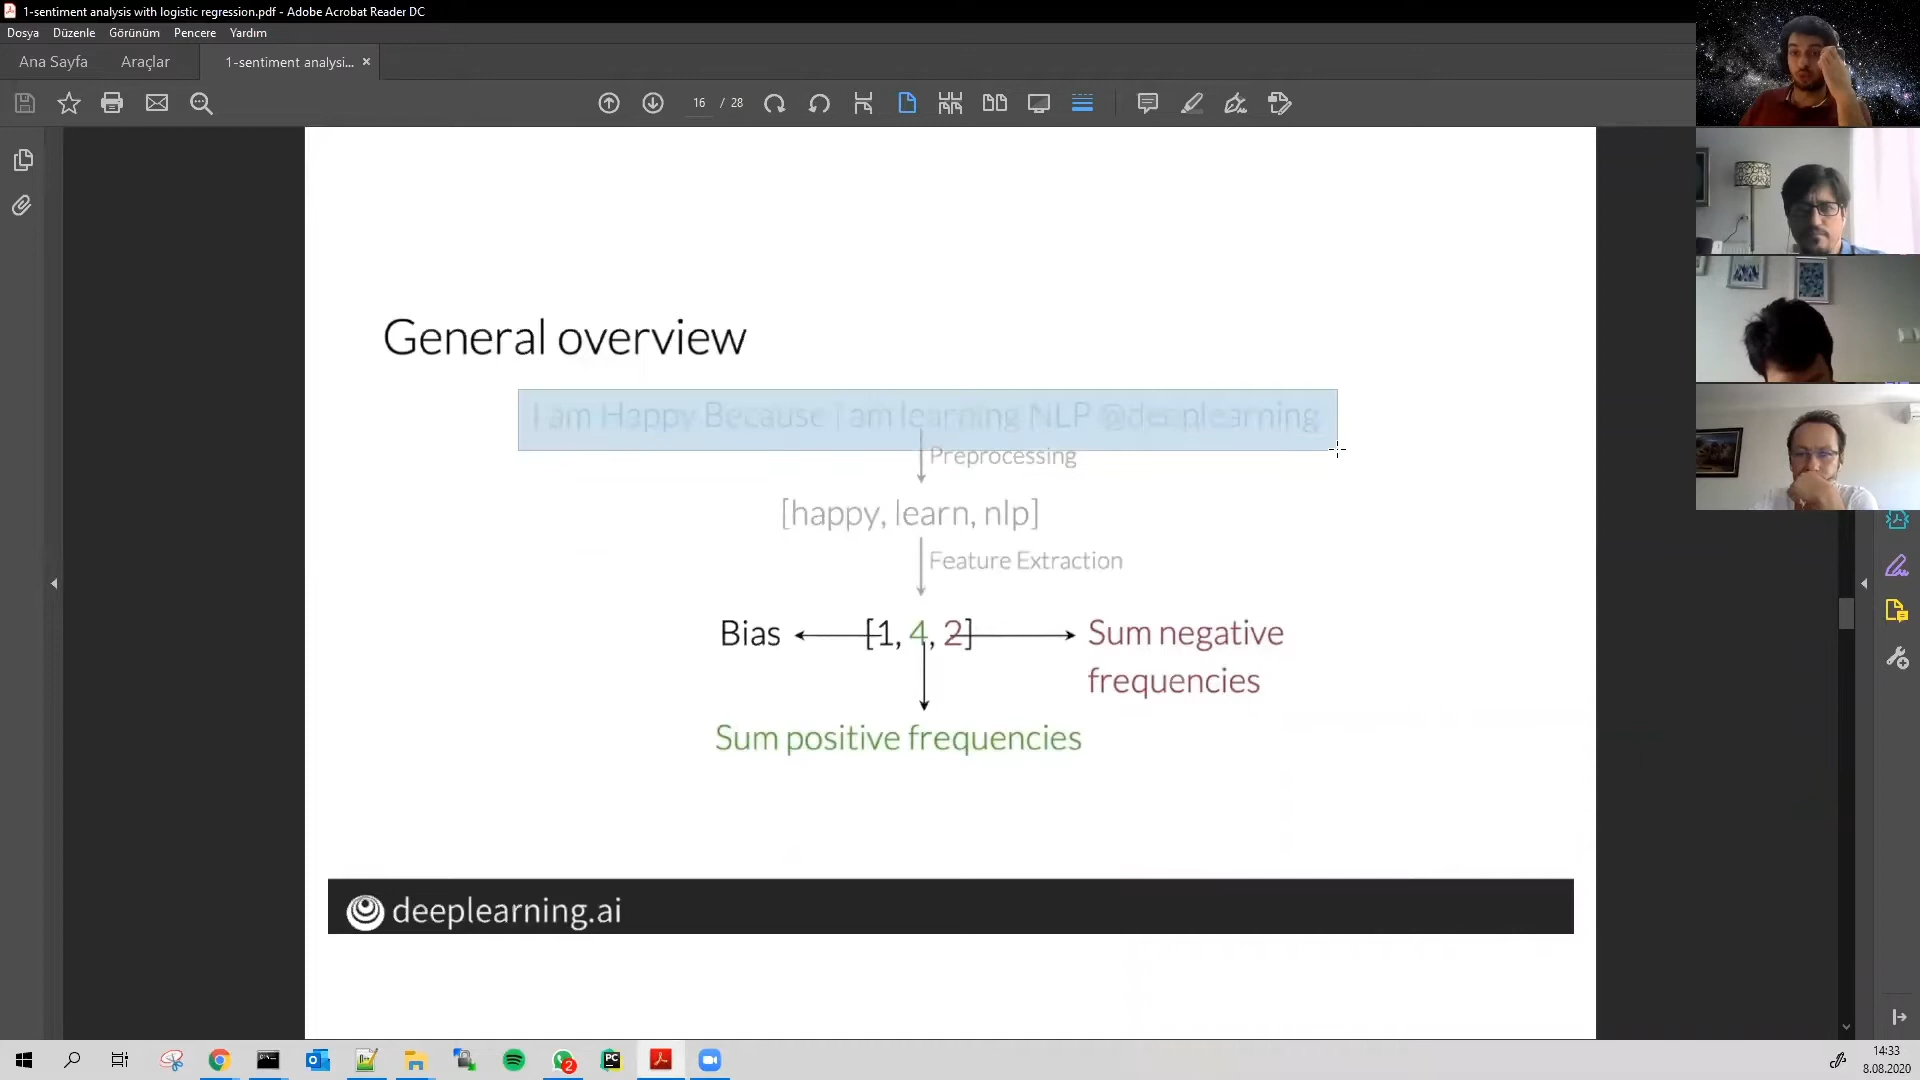 1-sentiment analysis with logistic regression.pdf - Adobe Acrobat Reader DC
Dosya Düzenle Görünüm Pencere Yardım
Ana Sayfa Araçlar 1-sentiment analysi... ×
16 / 28
General overview
I am Happy Because I am learning NLP @deeplearning
Preprocessing
[happy, learn, nlp]
Feature Extraction
Bias [1, 4, 2] Sum negative
frequencies
Sum positive frequencies
deeplearning.ai
2
PC
14:33
8.08.2020